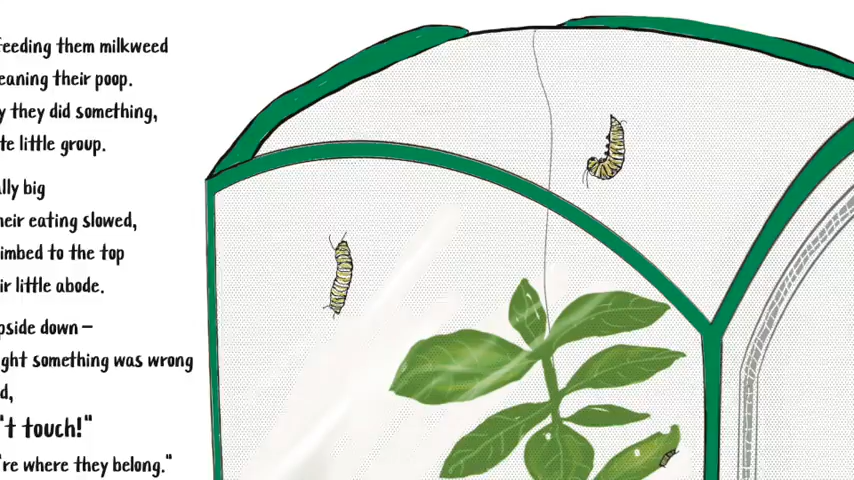 feeding them milkweed
eaning their poop.
y they did something,
te little group.
lly big
heir eating slowed,
imbed to the top
ir little abode.
pside down –
ght something was wrong
d,
't touch!"
're where they belong."